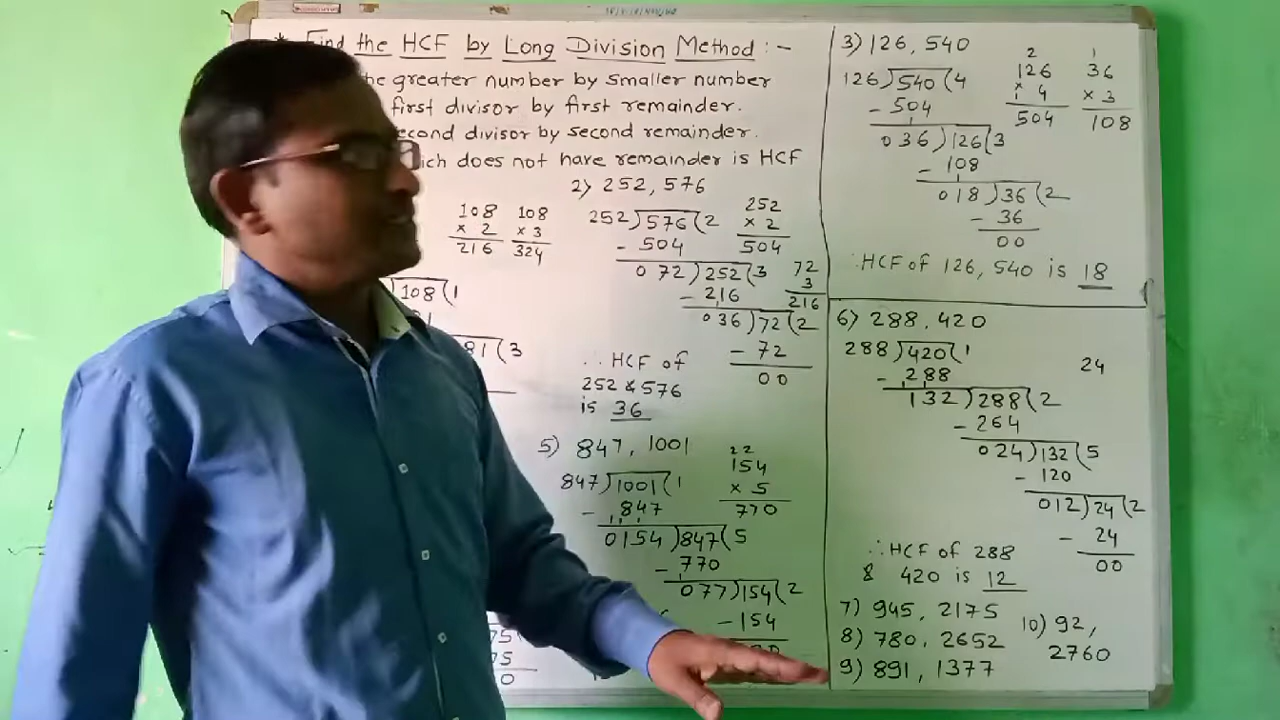 * Find the HCF by Long Division Method :-
the greater number by smaller number
first divisor by first remainder.
second divisor by second remainder.
which does not have remainder is HCF
108 108
× 2 × 3
216 324
108 ( 1
81 ( 3
2) 252, 576
252 ) 576 ( 2
- 504
072 ) 252 ( 3
- 216
036 ) 72 ( 2
- 72
00
252
× 2
504
72
3
216
∴ HCF of
252 & 576
is 36
5) 847, 1001
847 ) 1001 ( 1
- 847
0154 ) 847 ( 5
- 770
077 ) 154 ( 2
- 154
22
154
× 5
770
3) 126, 540
126 ) 540 ( 4
- 504
036 ) 126 ( 3
- 108
018 ) 36 ( 2
- 36
00
2
126
× 4
504
1
36
× 3
108
∴ HCF of 126, 540 is 18
6) 288, 420
288 ) 420 ( 1
- 288
132 ) 288 ( 2
- 264
024 ) 132 ( 5
- 120
012 ) 24 ( 2
- 24
00
24
∴ HCF of 288
& 420 is 12
7) 945, 2175
8) 780, 2652
9) 891, 1377
10) 92,
2760